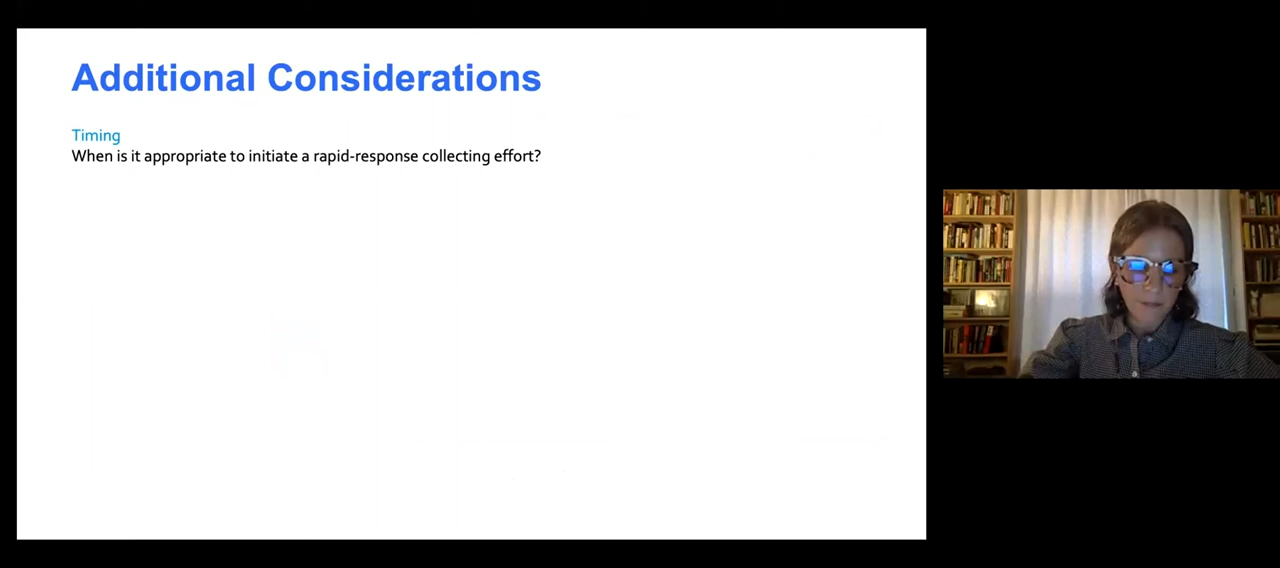 Additional Considerations
Timing
When is it appropriate to initiate a rapid-response collecting effort?